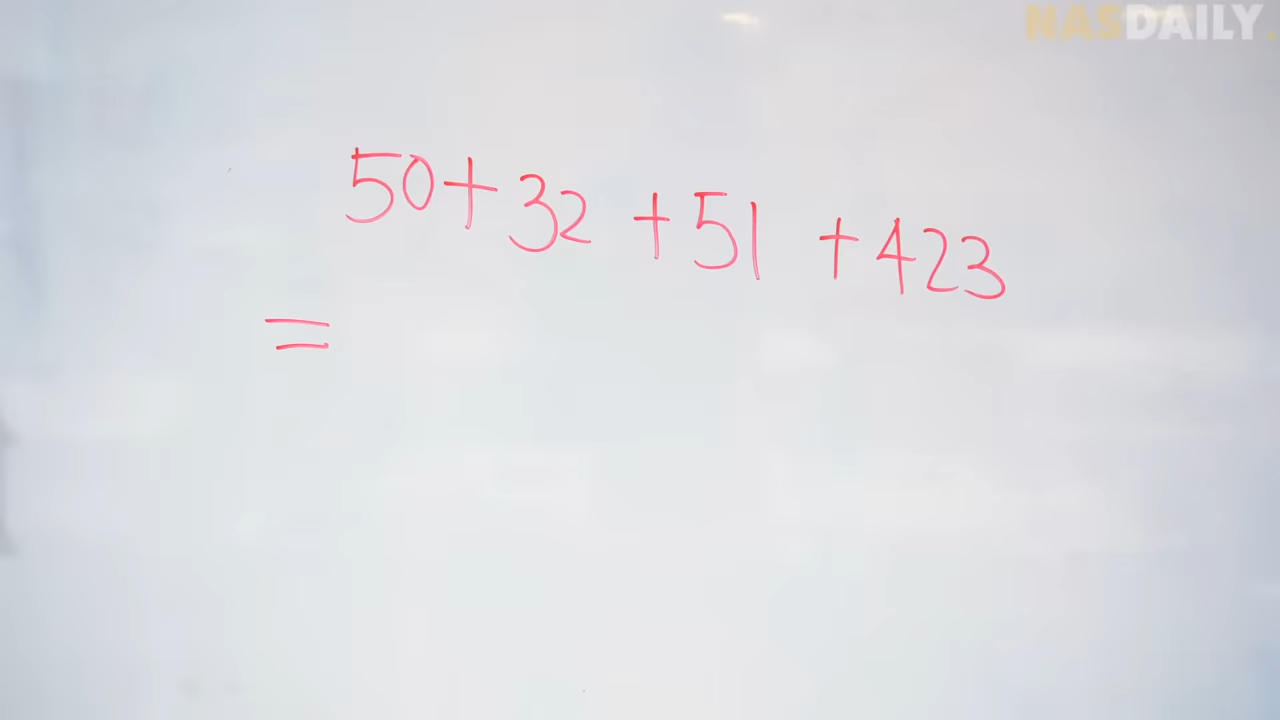 NASDAILY.
50+32 +51 +423
=